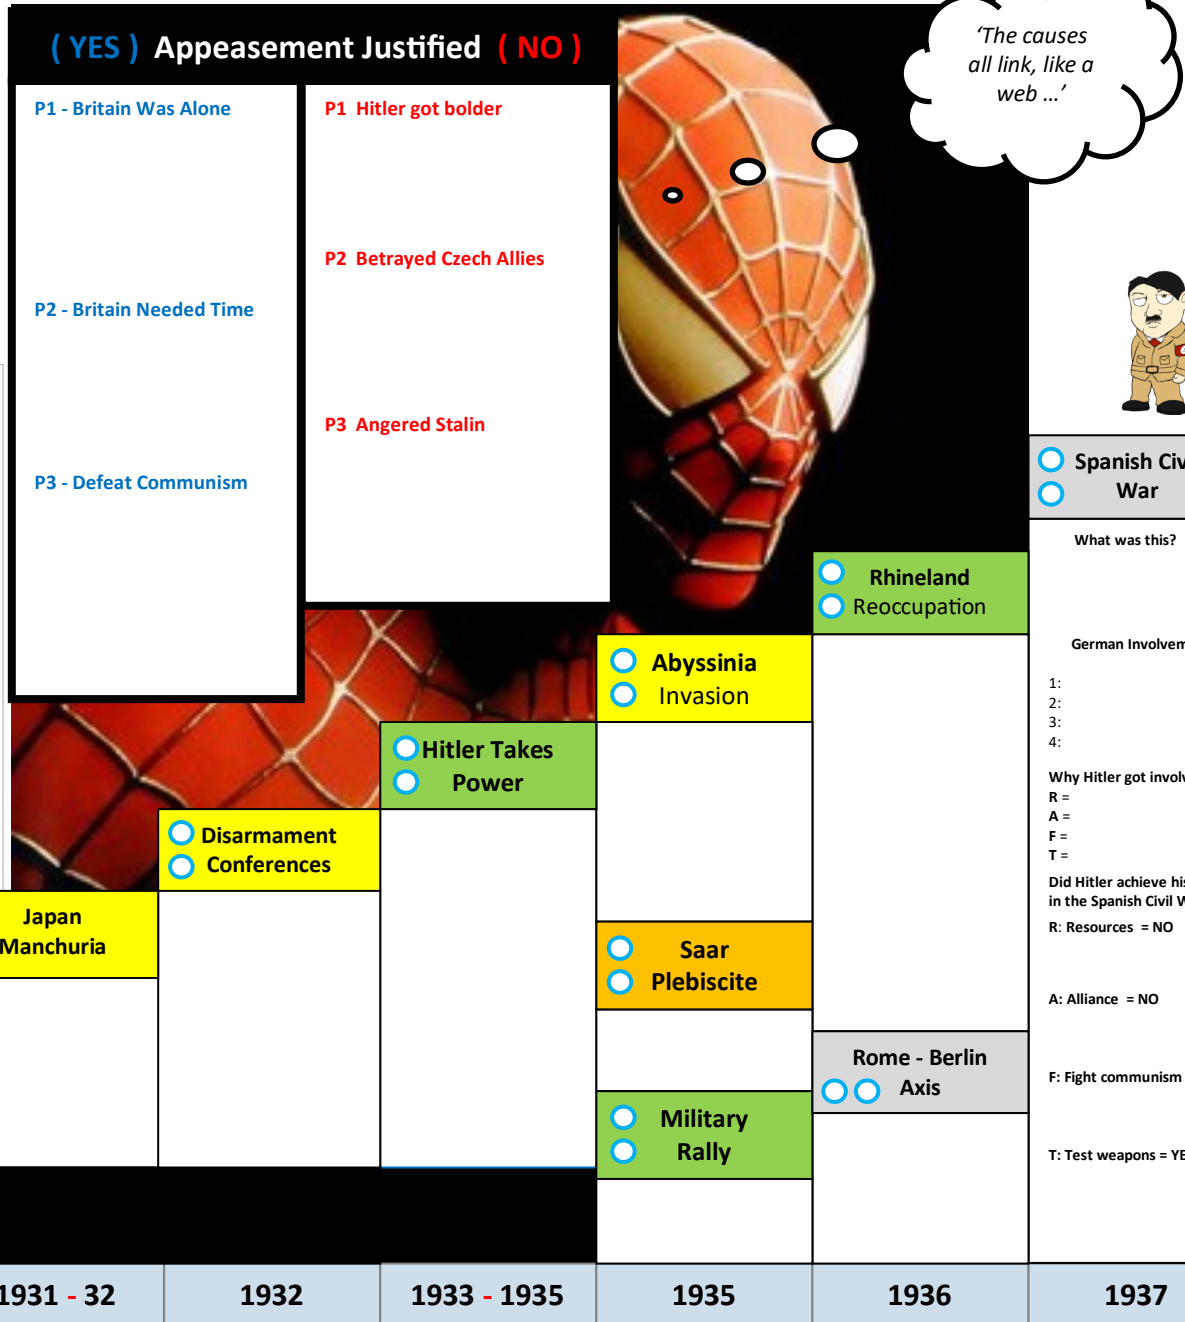 ( YES ) Appeasement Justified ( NO )
P1 - Britain Was Alone
P2 - Britain Needed Time
P3 - Defeat Communism
P1 Hitler got bolder
P2 Betrayed Czech Allies
P3 Angered Stalin
‘The causes
all link, like a
web …’
Japan
Manchuria
Disarmament
Conferences
Hitler Takes
Power
Abyssinia
Invasion
Saar
Plebiscite
Military
Rally
Rhineland
Reoccupation
Rome - Berlin
Axis
Spanish Civ
War
What was this?
German Involvem
1:
2:
3:
4:
Why Hitler got involv
R =
A =
F =
T =
Did Hitler achieve his
in the Spanish Civil W
R: Resources = NO
A: Alliance = NO
F: Fight communism
T: Test weapons = YE
1931 - 32
1932
1933 - 1935
1935
1936
1937